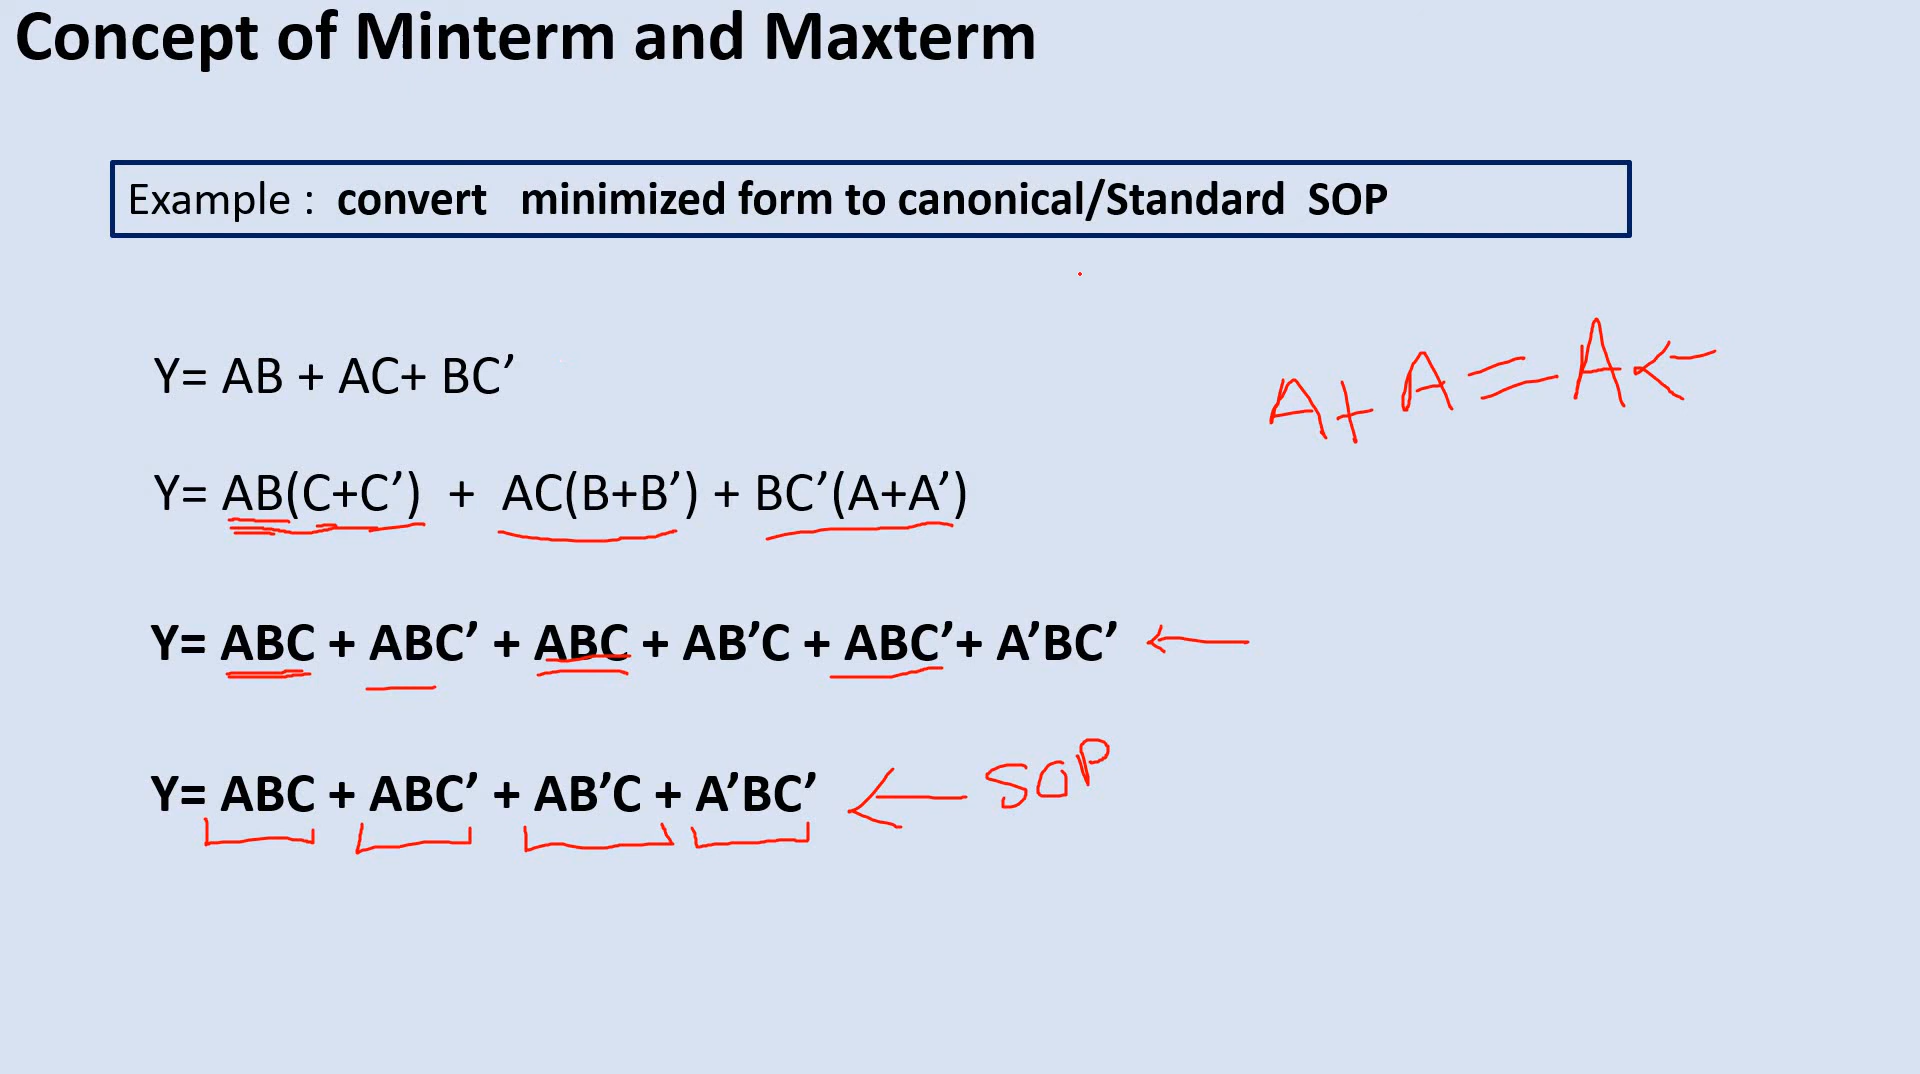 Concept of Minterm and Maxterm
Example : convert minimized form to canonical/Standard SOP
Y= AB + AC+ BC’
A+A=A←
Y= AB(C+C’) + AC(B+B’) + BC’(A+A’)
Y= ABC + ABC’ + ABC + AB’C + ABC’+ A’BC’ ←
Y= ABC + ABC’ + AB’C + A’BC’ ← SOP